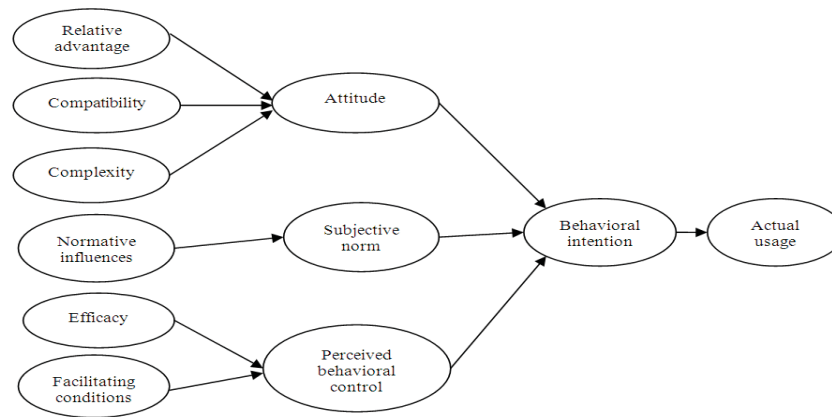 Relative
advantage
Compatibility
Complexity
Normative
influences
Efficacy
Facilitating
conditions
Attitude
Subjective
norm
Perceived
behavioral
control
Behavioral
intention
Actual
usage